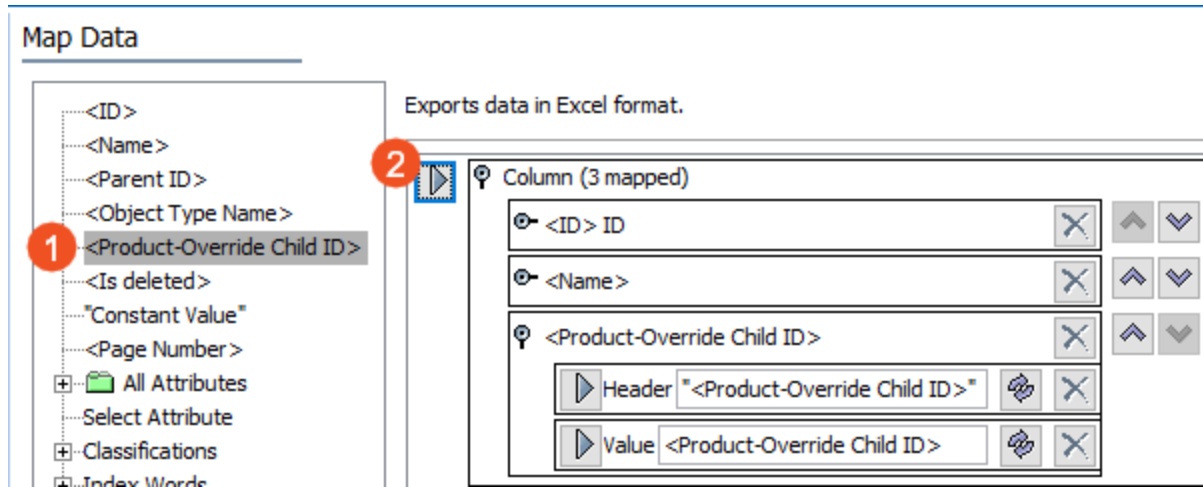 Map Data
<ID>
<Name>
<Parent ID>
<Object Type Name>
1
<Product-Override Child ID>
<Is deleted>
"Constant Value"
<Page Number>
All Attributes
Select Attribute
Classifications
Index Words
Exports data in Excel format.
2
Column (3 mapped)
<ID> ID
<Name>
<Product-Override Child ID>
Header "<Product-Override Child ID>"
Value <Product-Override Child ID>